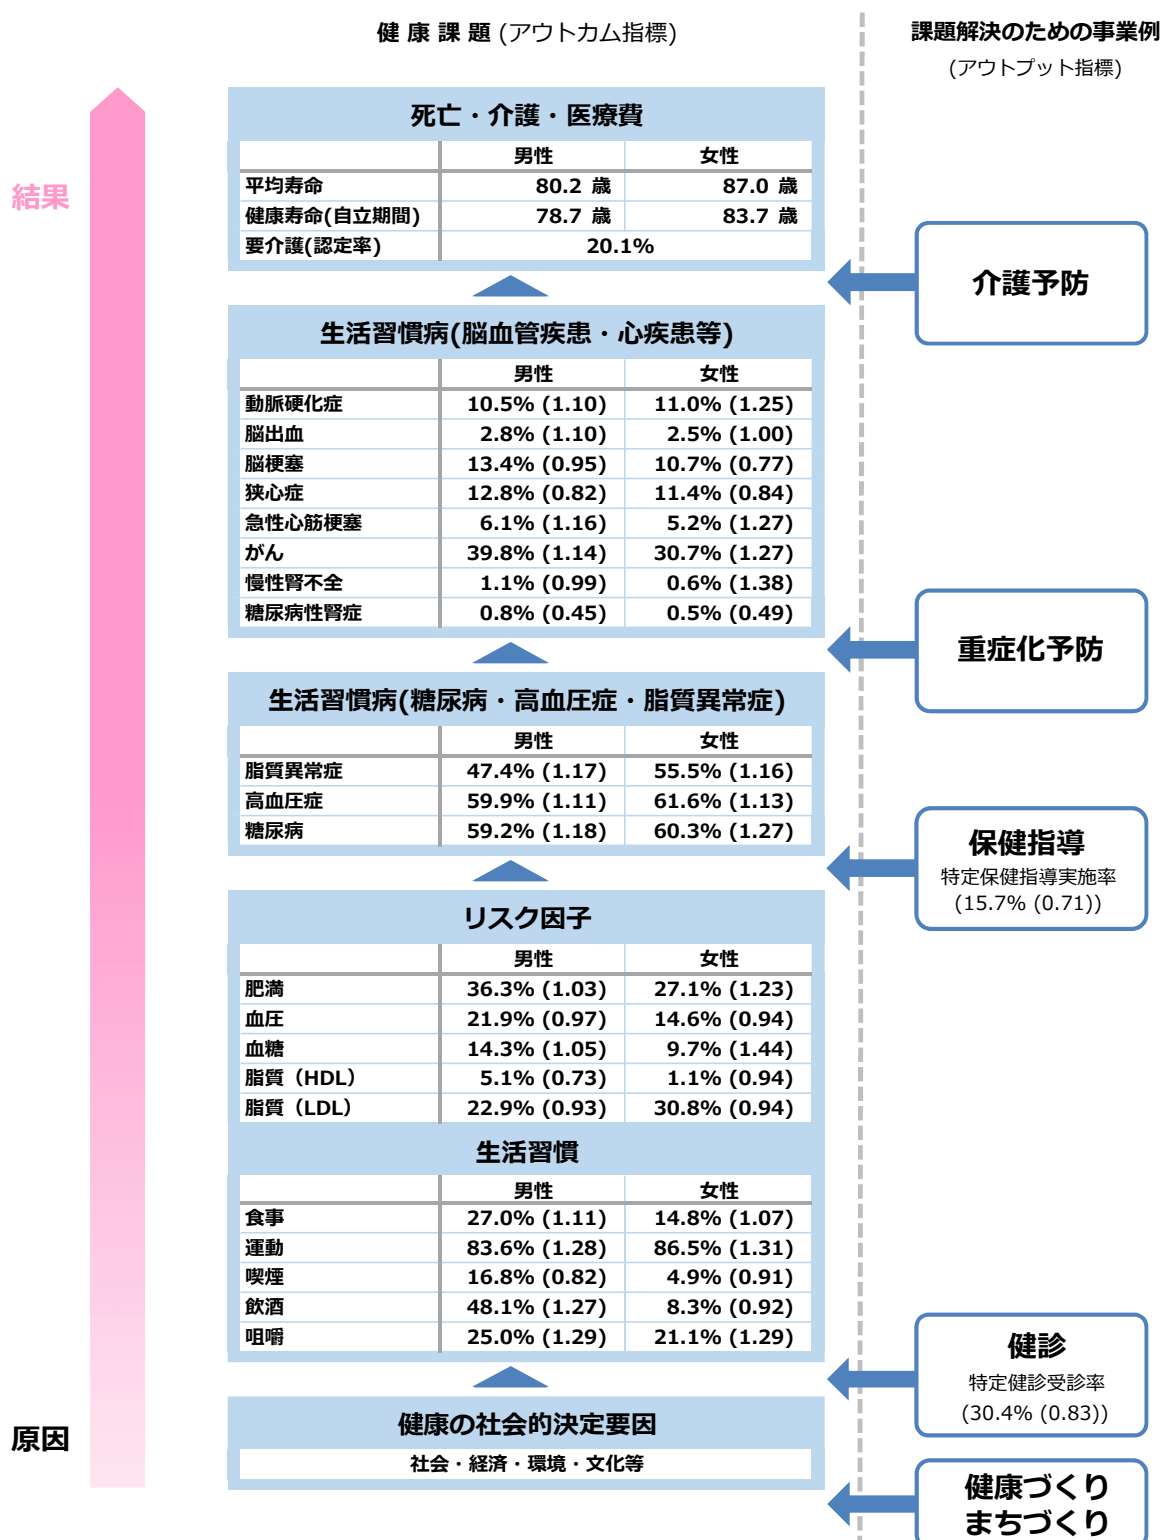 健 康 課 題 (アウトカム指標)
課題解決のための事業例
(アウトプット指標)
結果
原因
死亡・介護・医療費
男性 女性
平均寿命 80.2 歳 87.0 歳
健康寿命(自立期間) 78.7 歳 83.7 歳
要介護(認定率) 20.1%
介護予防
生活習慣病(脳血管疾患・心疾患等)
男性 女性
動脈硬化症 10.5% (1.10) 11.0% (1.25)
脳出血 2.8% (1.10) 2.5% (1.00)
脳梗塞 13.4% (0.95) 10.7% (0.77)
狭心症 12.8% (0.82) 11.4% (0.84)
急性心筋梗塞 6.1% (1.16) 5.2% (1.27)
がん 39.8% (1.14) 30.7% (1.27)
慢性腎不全 1.1% (0.99) 0.6% (1.38)
糖尿病性腎症 0.8% (0.45) 0.5% (0.49)
重症化予防
生活習慣病(糖尿病・高血圧症・脂質異常症)
男性 女性
脂質異常症 47.4% (1.17) 55.5% (1.16)
高血圧症 59.9% (1.11) 61.6% (1.13)
糖尿病 59.2% (1.18) 60.3% (1.27)
保健指導
特定保健指導実施率
(15.7% (0.71))
リスク因子
男性 女性
肥満 36.3% (1.03) 27.1% (1.23)
血圧 21.9% (0.97) 14.6% (0.94)
血糖 14.3% (1.05) 9.7% (1.44)
脂質（HDL） 5.1% (0.73) 1.1% (0.94)
脂質（LDL） 22.9% (0.93) 30.8% (0.94)
生活習慣
男性 女性
食事 27.0% (1.11) 14.8% (1.07)
運動 83.6% (1.28) 86.5% (1.31)
喫煙 16.8% (0.82) 4.9% (0.91)
飲酒 48.1% (1.27) 8.3% (0.92)
咀嚼 25.0% (1.29) 21.1% (1.29)
健診
特定健診受診率
(30.4% (0.83))
健康の社会的決定要因
社会・経済・環境・文化等
健康づくり
まちづくり